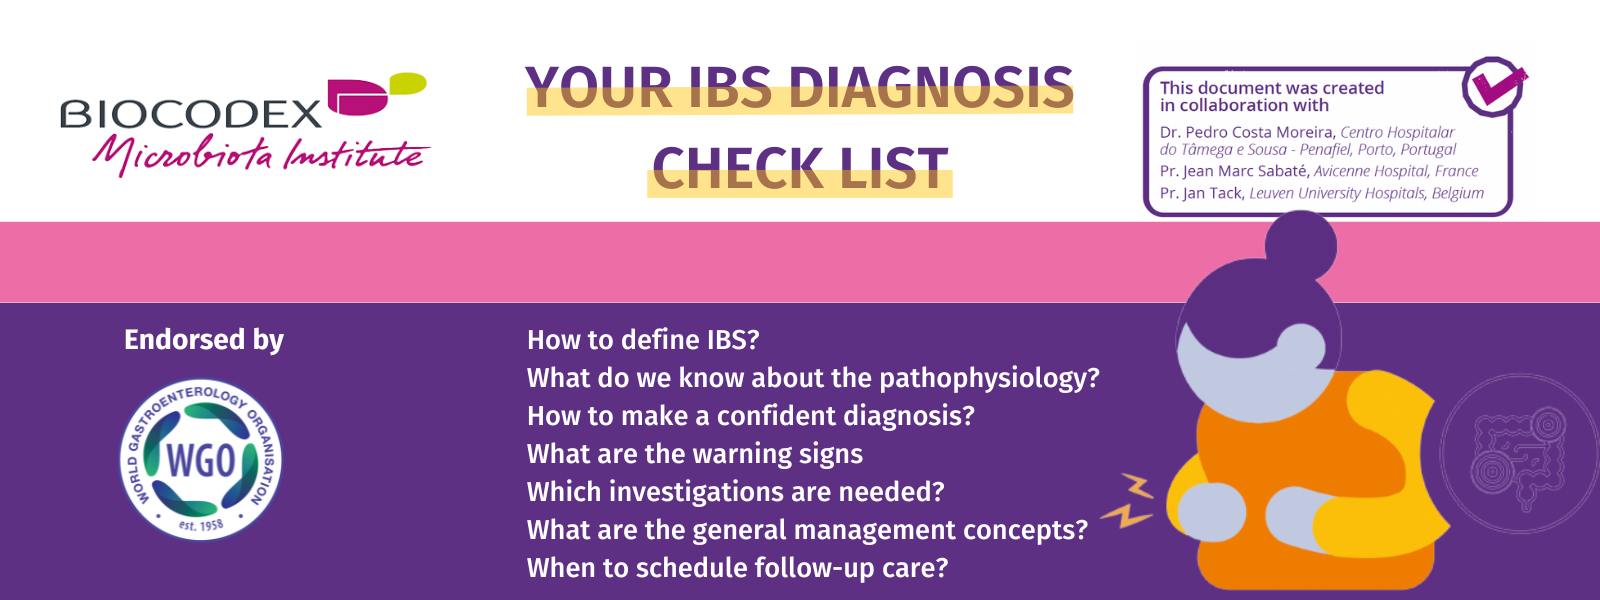 BIOCODEX
Microbiota Institute
YOUR IBS DIAGNOSIS
CHECK LIST
This document was created
in collaboration with
Dr. Pedro Costa Moreira, Centro Hospitalar
do Tâmega e Sousa - Penafiel, Porto, Portugal
Pr. Jean Marc Sabaté, Avicenne Hospital, France
Pr. Jan Tack, Leuven University Hospitals, Belgium
Endorsed by
WORLD GASTROENTEROLOGY ORGANISATION
WGO
est. 1958
How to define IBS?
What do we know about the pathophysiology?
How to make a confident diagnosis?
What are the warning signs
Which investigations are needed?
What are the general management concepts?
When to schedule follow-up care?